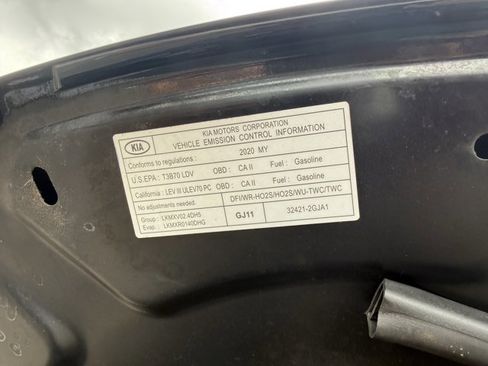 KIA
KIA MOTORS CORPORATION
VEHICLE EMISSION CONTROL INFORMATION
Conforms to regulations : 2020 MY
U.S.EPA : T3B70 LDV OBD : CA II Fuel : Gasoline
California : LEV III ULEV70 PC OBD : CA II Fuel : Gasoline
No adjustments needed. DFI/WR-HO2S/HO2S/WU-TWC/TWC
Group : LKMXV02.4DH5 GJ11 32421-2GJA1
Evap. : LKMXR0140DHG